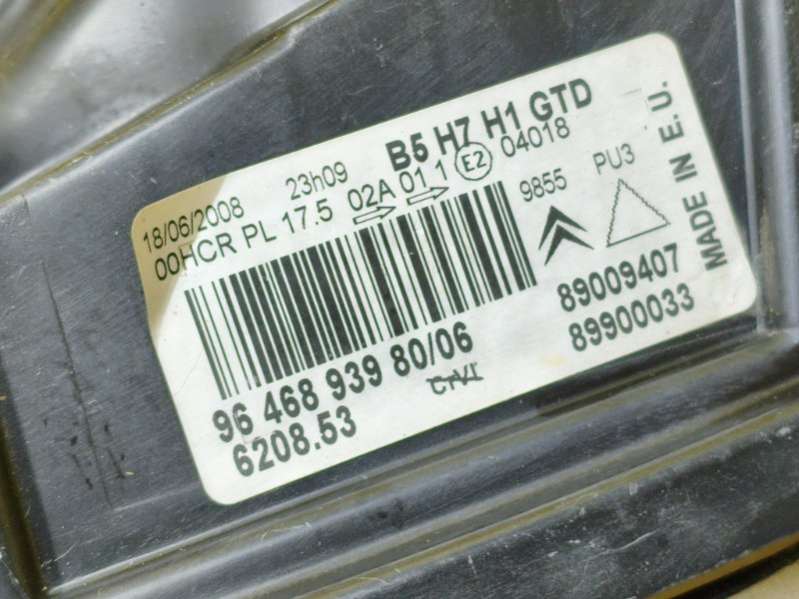 B5 H7 H1 GTD
18/06/2008 23h09
00HCR PL 17.5 02A 01 1 E2 04018
9855 PU3
MADE IN E.U.
96 468 939 80/06
CrVI
6208.53
89009407
89900033